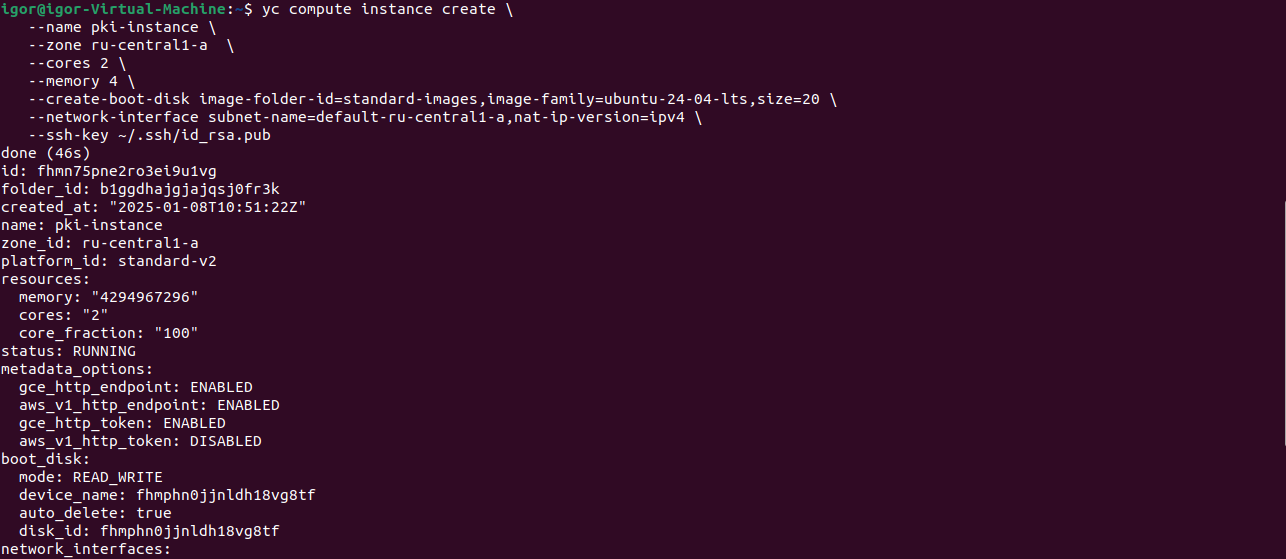 igor@igor-Virtual-Machine:~$ yc compute instance create \
   --name pki-instance \
   --zone ru-central1-a  \
   --cores 2 \
   --memory 4 \
   --create-boot-disk image-folder-id=standard-images,image-family=ubuntu-24-04-lts,size=20 \
   --network-interface subnet-name=default-ru-central1-a,nat-ip-version=ipv4 \
   --ssh-key ~/.ssh/id_rsa.pub
done (46s)
id: fhmn75pne2ro3ei9u1vg
folder_id: b1ggdhajgjajqsj0fr3k
created_at: "2025-01-08T10:51:22Z"
name: pki-instance
zone_id: ru-central1-a
platform_id: standard-v2
resources:
  memory: "4294967296"
  cores: "2"
  core_fraction: "100"
status: RUNNING
metadata_options:
  gce_http_endpoint: ENABLED
  aws_v1_http_endpoint: ENABLED
  gce_http_token: ENABLED
  aws_v1_http_token: DISABLED
boot_disk:
  mode: READ_WRITE
  device_name: fhmphn0jjnldh18vg8tf
  auto_delete: true
  disk_id: fhmphn0jjnldh18vg8tf
network_interfaces: